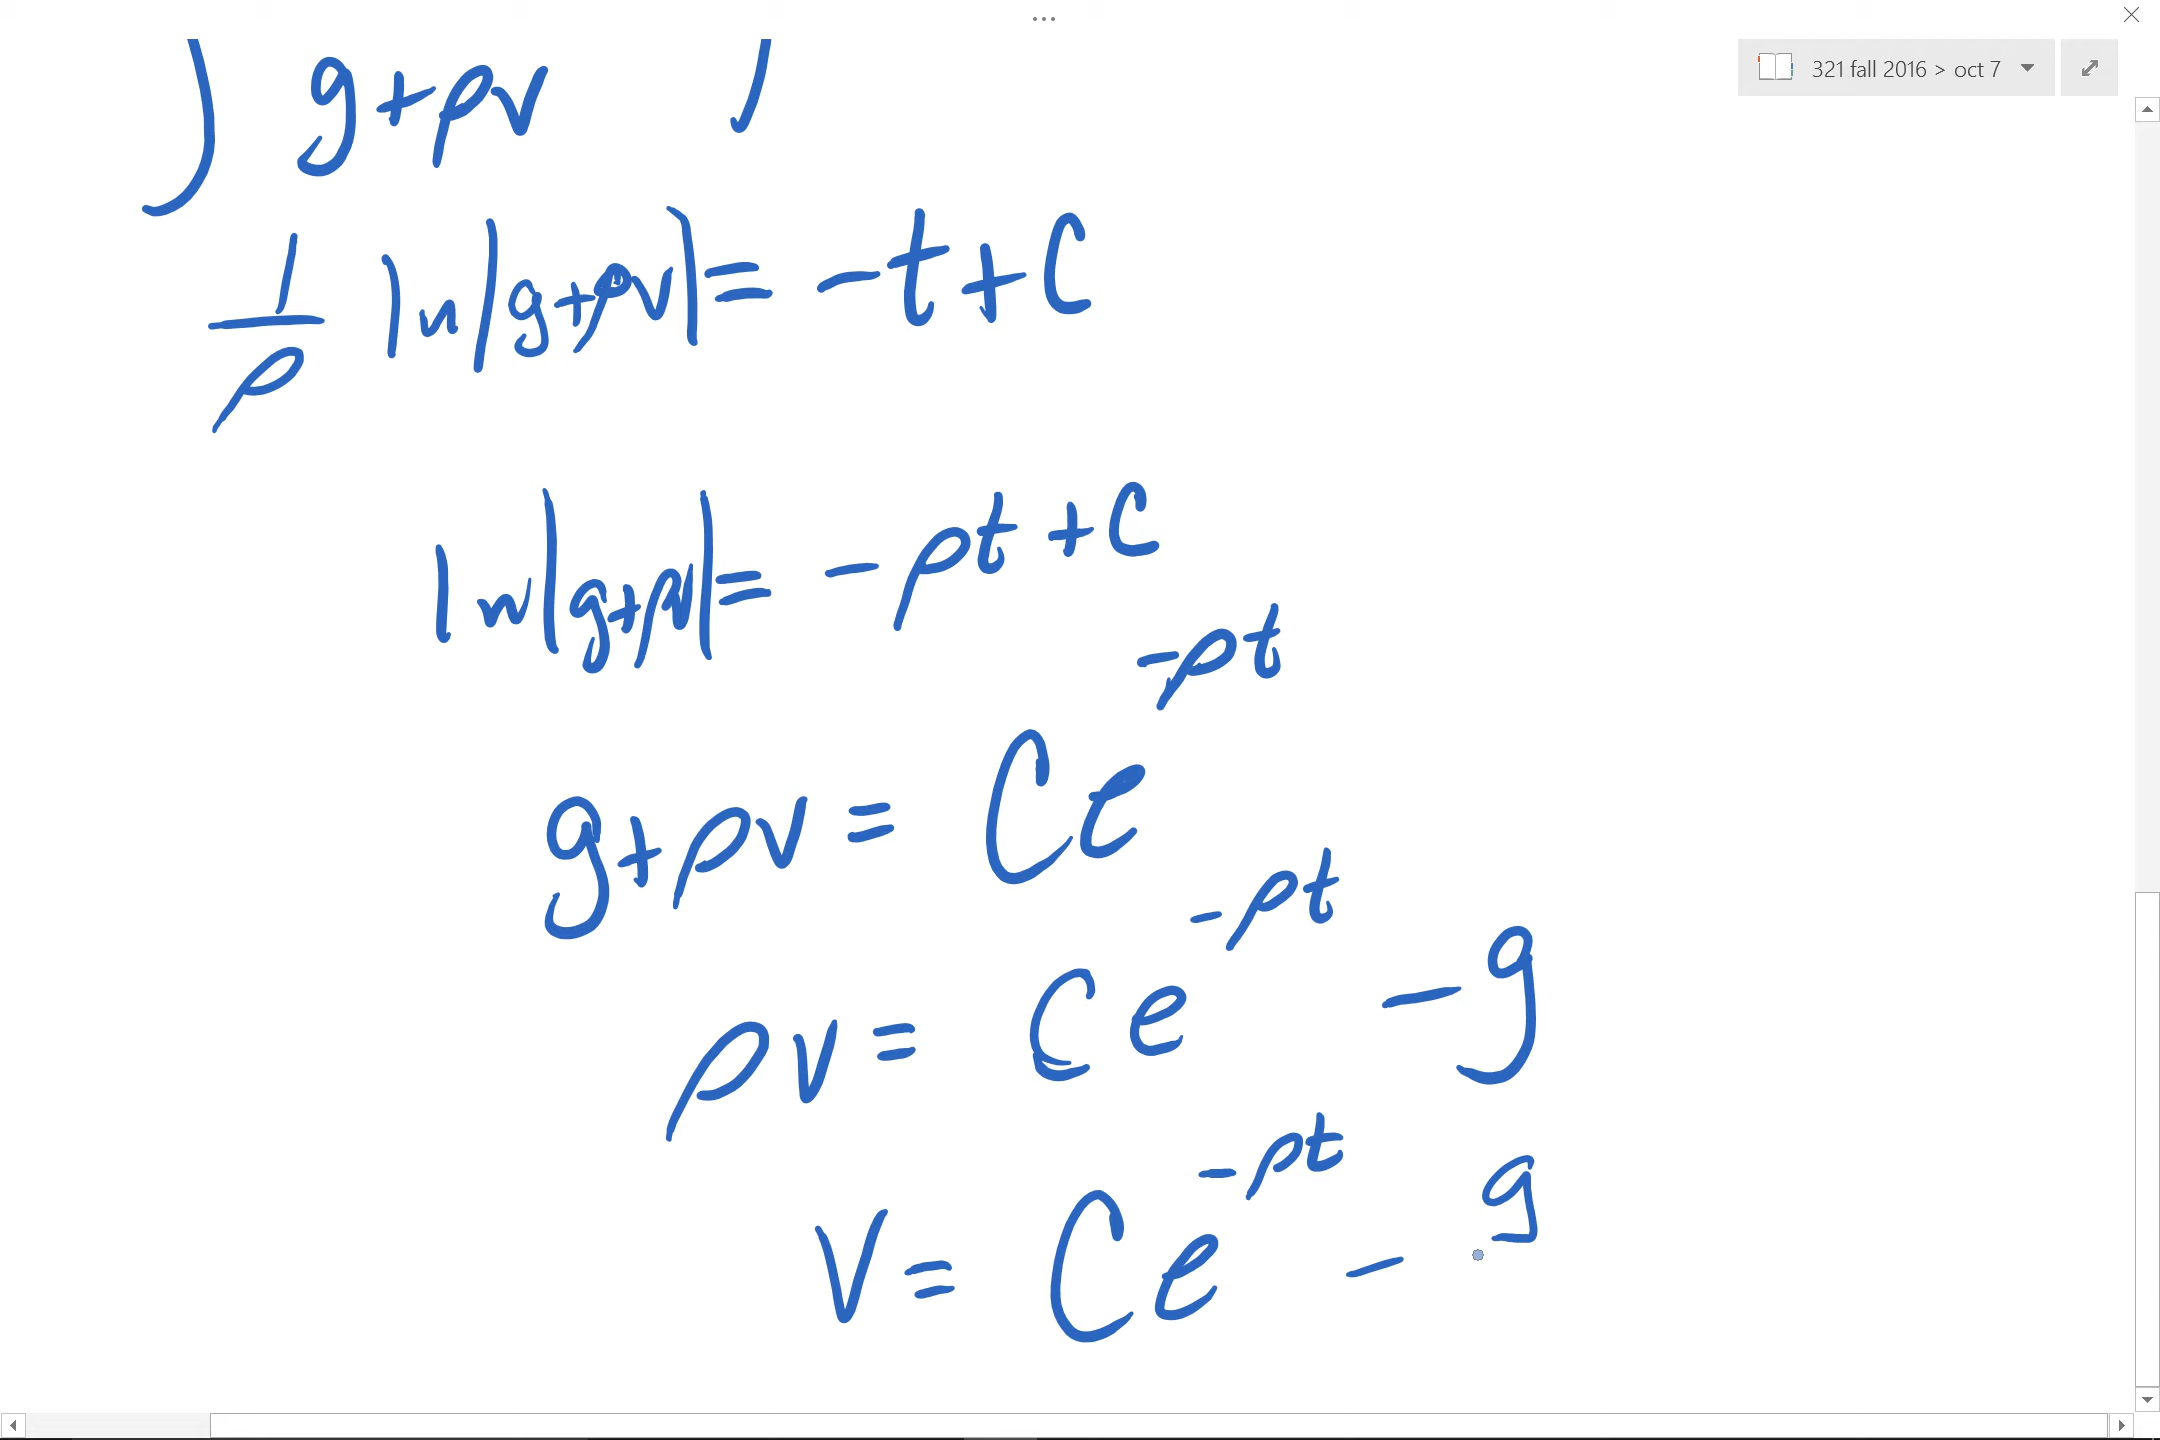 ...
321 fall 2016 > oct 7
∫ g+ρv ∫
1/ρ ln|g+ρv| = -t+C
ln|g+ρv| = -ρt+C
g+ρv = Ce^-ρt
ρv = Ce^-ρt - g
V = Ce^-ρt - g